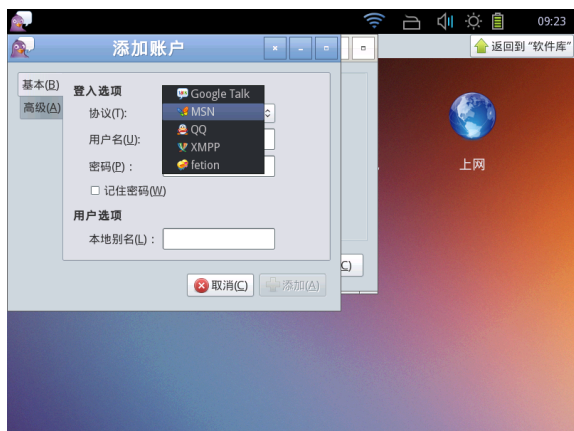 09:23
添加账户
返回到 "软件库"
基本(B)
高级(A)
登入选项
协议(T):
Google Talk
MSN
QQ
XMPP
fetion
用户名(U):
密码(P)：
记住密码(W)
用户选项
本地别名(L)：
取消(C)
添加(A)
C)
上网